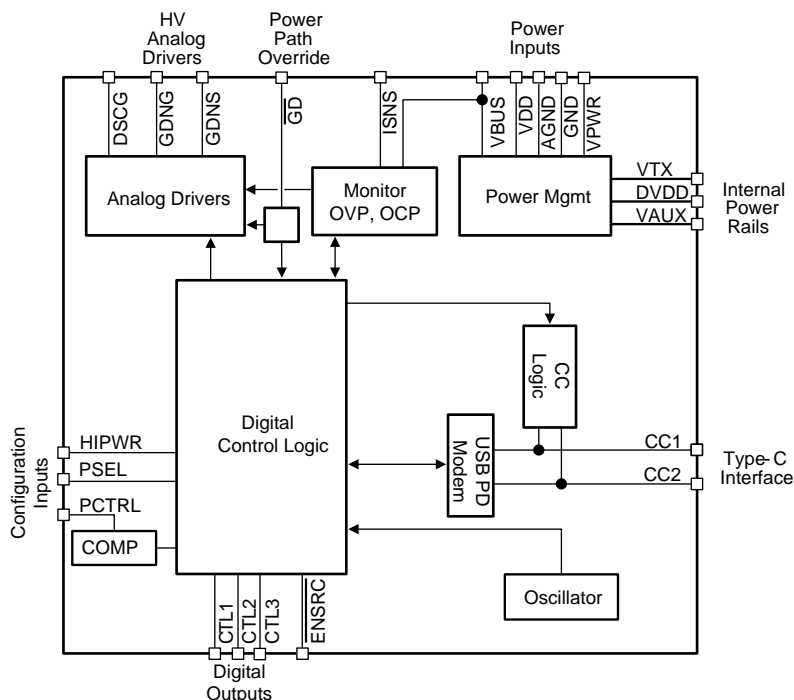 HV
Analog
Drivers
Power
Path
Override
Power
Inputs
DSCG
GDNG
GDNS
GD
ISNS
VBUS
VDD
AGND
GND
VPWR
Analog Drivers
Monitor
OVP, OCP
Power Mgmt
VTX
DVDD
VAUX
Internal
Power
Rails
CC
Logic
Digital
Control Logic
USB PD
Modem
CC1
CC2
Type-C
Interface
Configuration
Inputs
HIPWR
PSEL
PCTRL
COMP
Oscillator
CTL1
CTL2
CTL3
ENSRC
Digital
Outputs